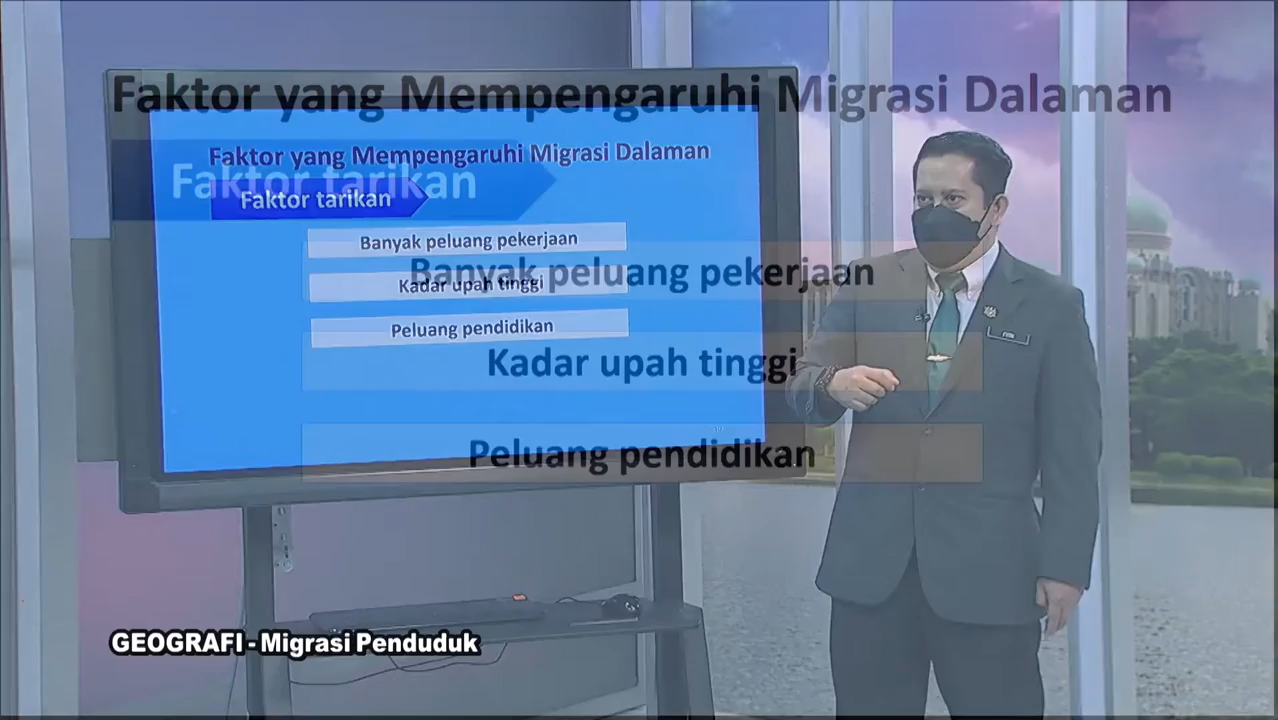 Faktor yang Mempengaruhi Migrasi Dalaman
Faktor tarikan
Banyak peluang pekerjaan
Kadar upah tinggi
Peluang pendidikan
Faktor yang Mempengaruhi Migrasi Dalaman
Faktor tarikan
Banyak peluang pekerjaan
Kadar upah tinggi
Peluang pendidikan
GEOGRAFI - Migrasi Penduduk